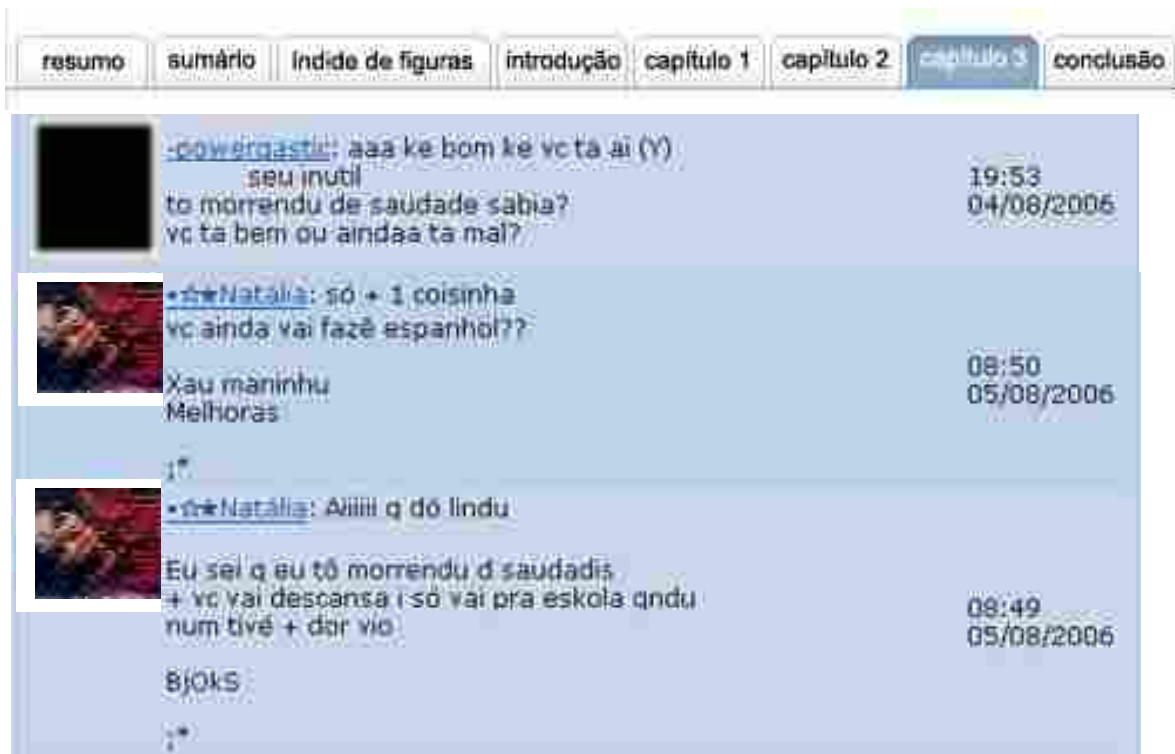 resumo sumário índide de figuras introdução capítulo 1 capítulo 2 capítulo 3 conclusão
-powergastic: aaa ke bom ke vc ta ai (Y)
seu inutil
to morrendu de saudade sabia?
vc ta bem ou aindaa ta mal?
19:53
04/08/2006
•☆★Natália: só + 1 coisinha
vc ainda vai fazê espanhol??
Xau maninhu
Melhoras
;*
08:50
05/08/2006
•☆★Natália: Aiiiiii q dó lindu
Eu sei q eu tô morrendu d saudadis
+ vc vai descansa i só vai pra eskola qndu
num tivé + dor vio
BjOkS
;*
08:49
05/08/2006